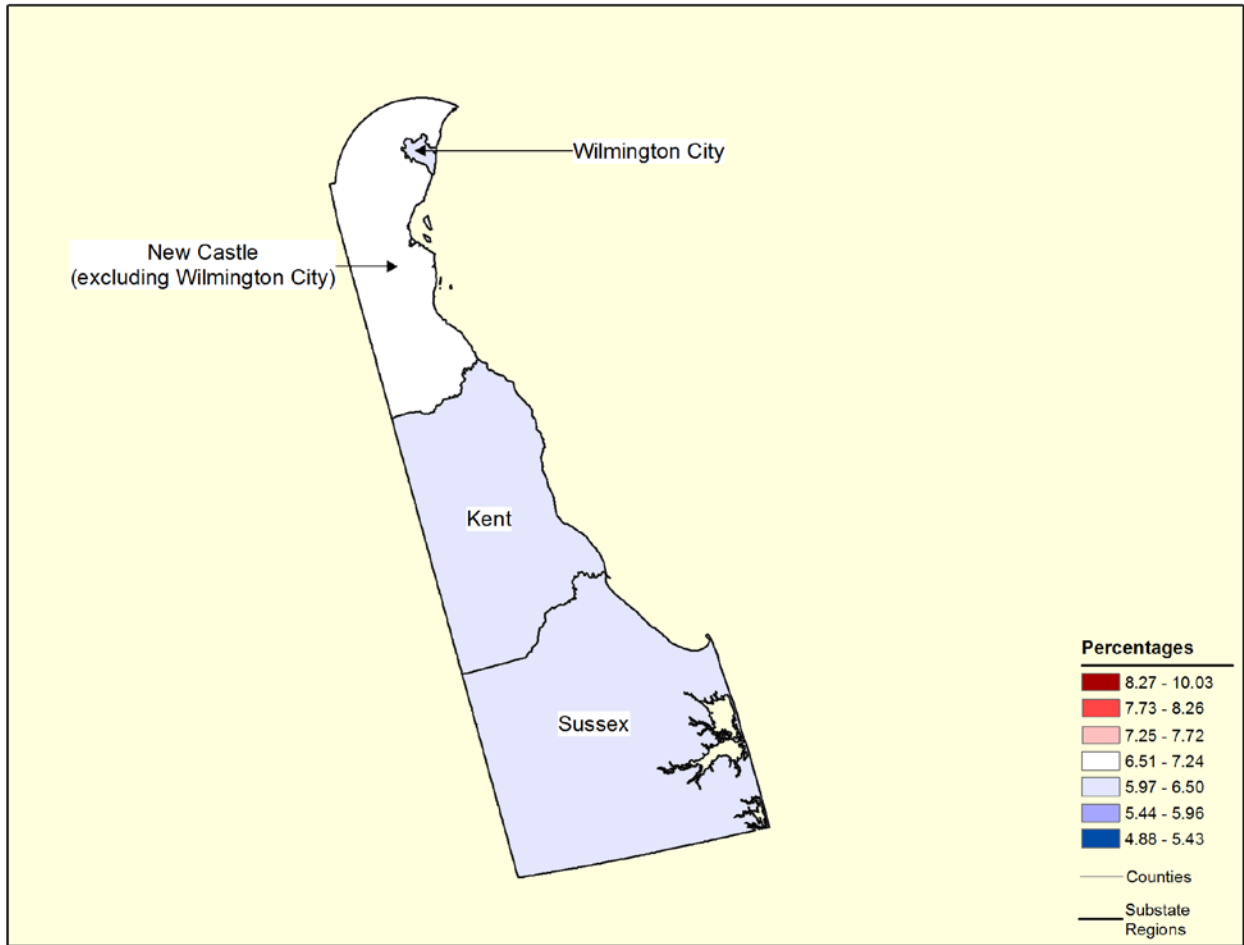 Wilmington City
New Castle
(excluding Wilmington City)
Kent
Sussex
Percentages
8.27 - 10.03
7.73 - 8.26
7.25 - 7.72
6.51 - 7.24
5.97 - 6.50
5.44 - 5.96
4.88 - 5.43
Counties
Substate
Regions